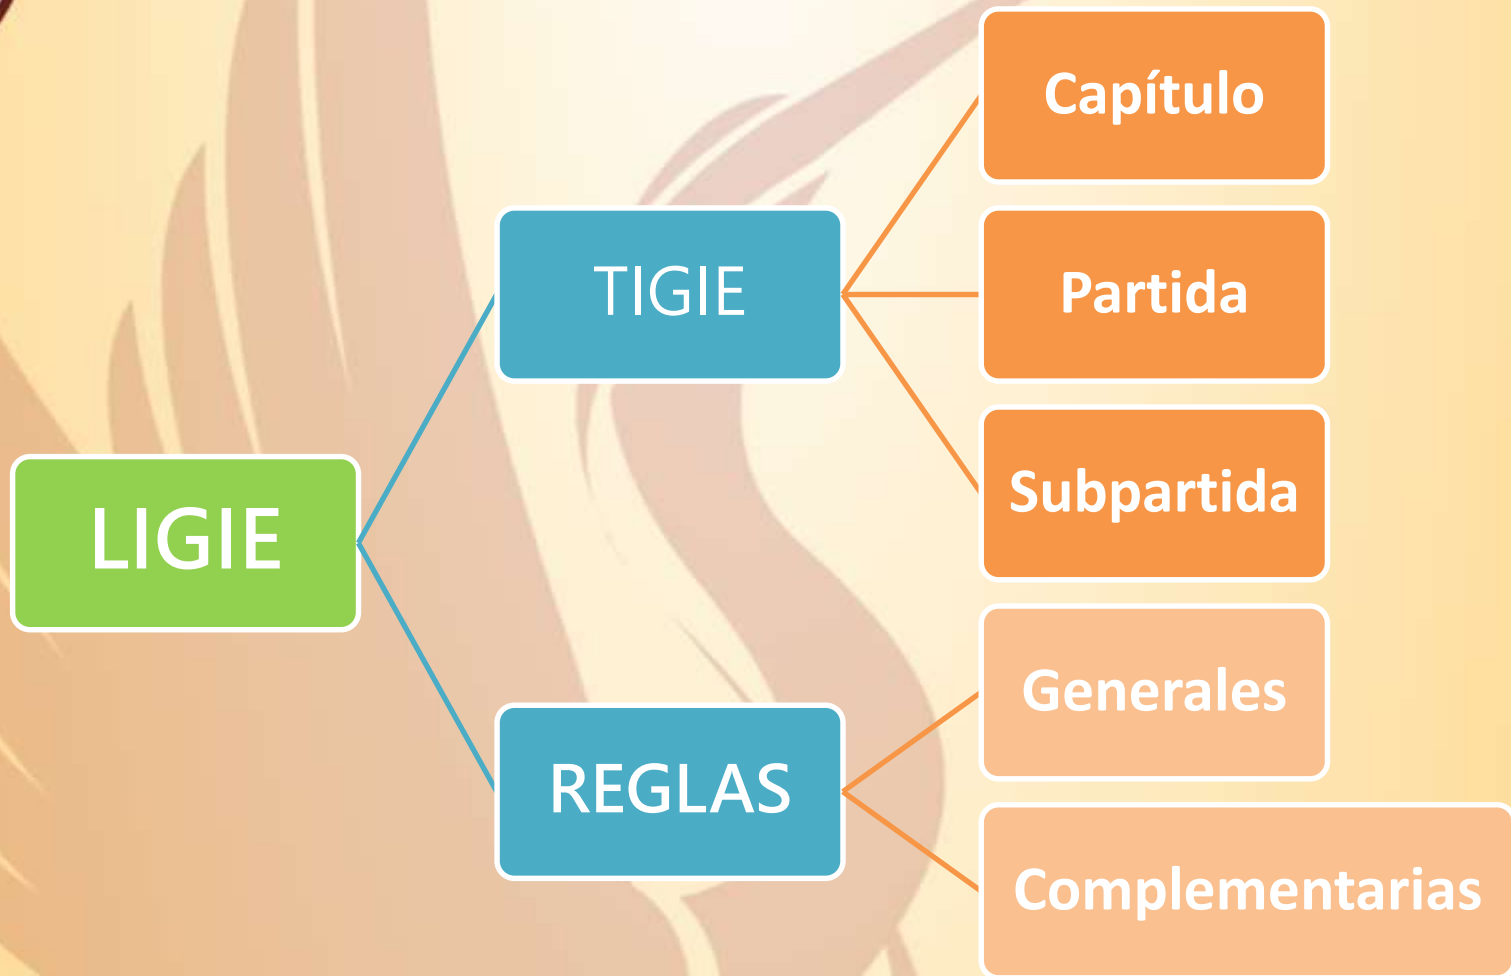 LIGIE
TIGIE
Capítulo
Partida
Subpartida
REGLAS
Generales
Complementarias